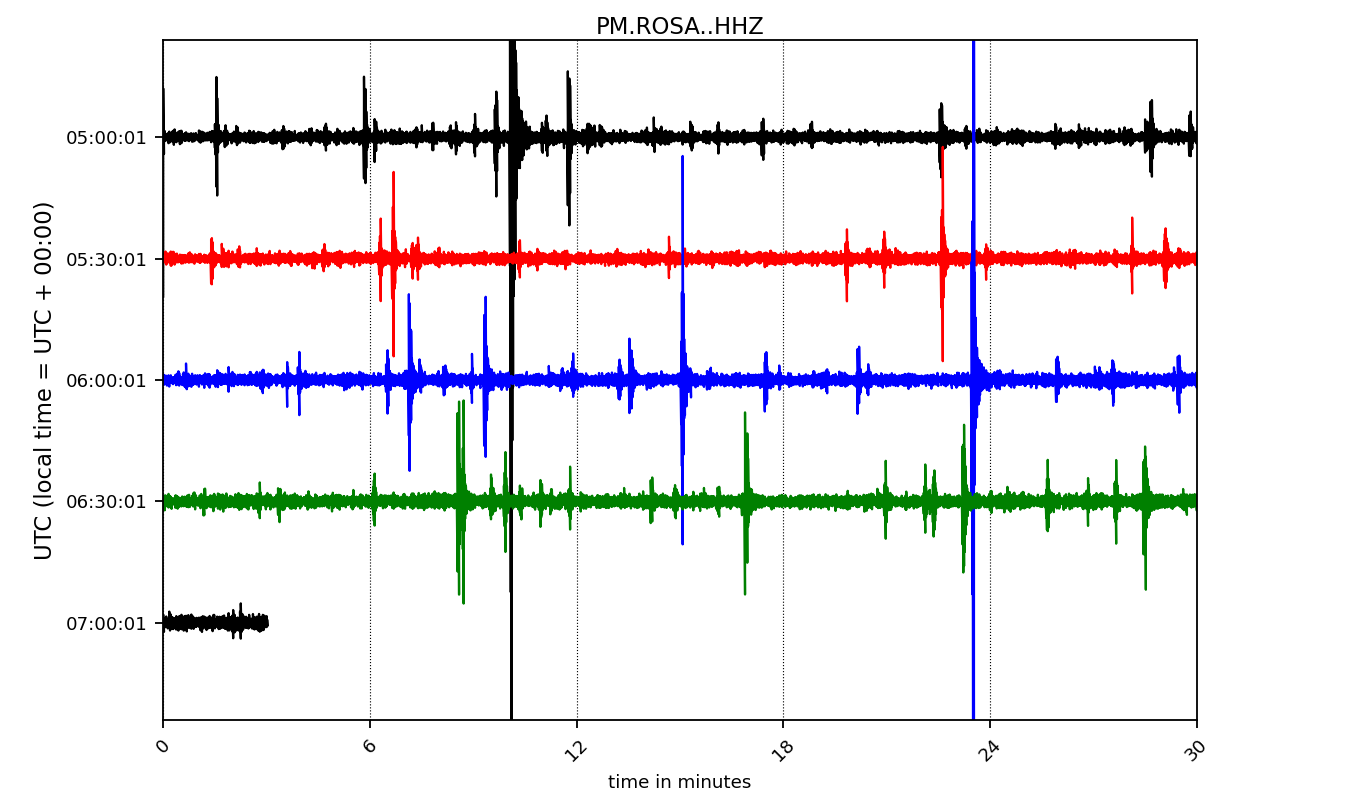 PM.ROSA..HHZ
UTC (local time = UTC + 00:00)
05:00:01
05:30:01
06:00:01
06:30:01
07:00:01
0 6 12 18 24 30
time in minutes